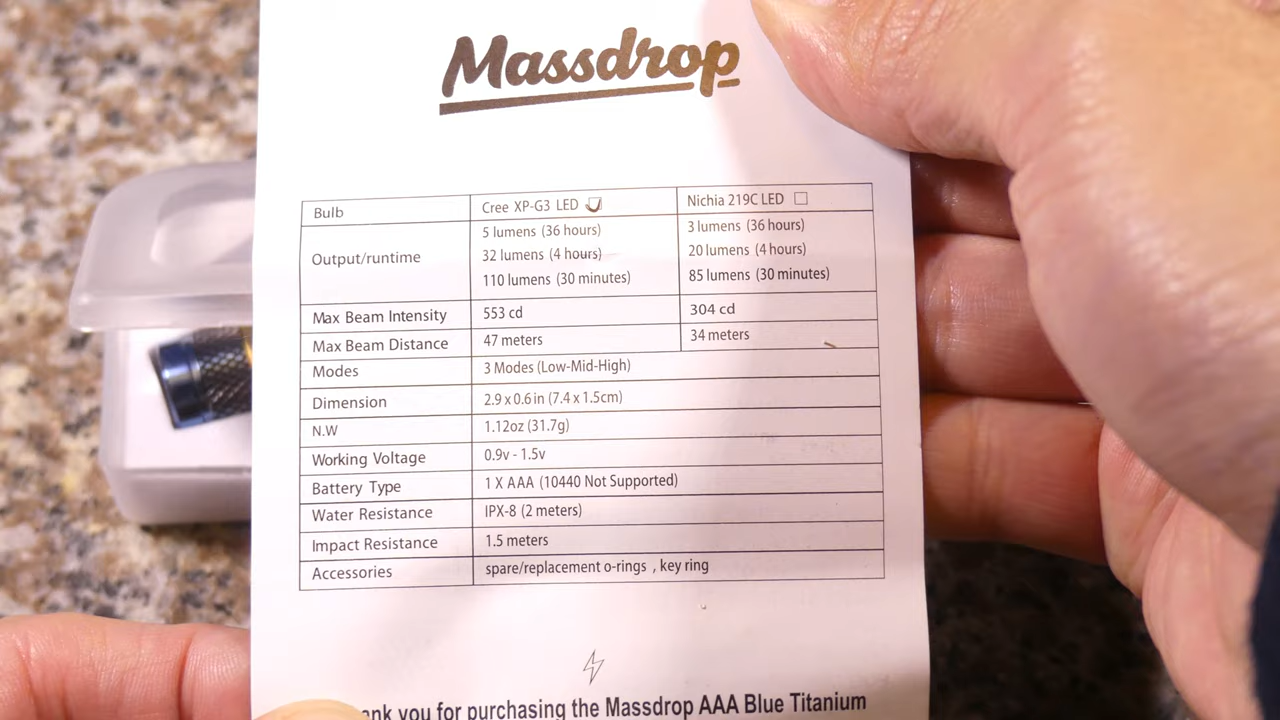 Massdrop
Bulb Cree XP-G3 LED Nichia 219C LED
Output/runtime
5 lumens (36 hours) 3 lumens (36 hours)
32 lumens (4 hours) 20 lumens (4 hours)
110 lumens (30 minutes) 85 lumens (30 minutes)
Max Beam Intensity 553 cd 304 cd
Max Beam Distance 47 meters 34 meters
Modes 3 Modes (Low-Mid-High)
Dimension 2.9 x 0.6 in (7.4 x 1.5cm)
N.W 1.12oz (31.7g)
Working Voltage 0.9v - 1.5v
Battery Type 1 X AAA (10440 Not Supported)
Water Resistance IPX-8 (2 meters)
Impact Resistance 1.5 meters
Accessories spare/replacement o-rings , key ring
you for purchasing the Massdrop AAA Blue Titanium